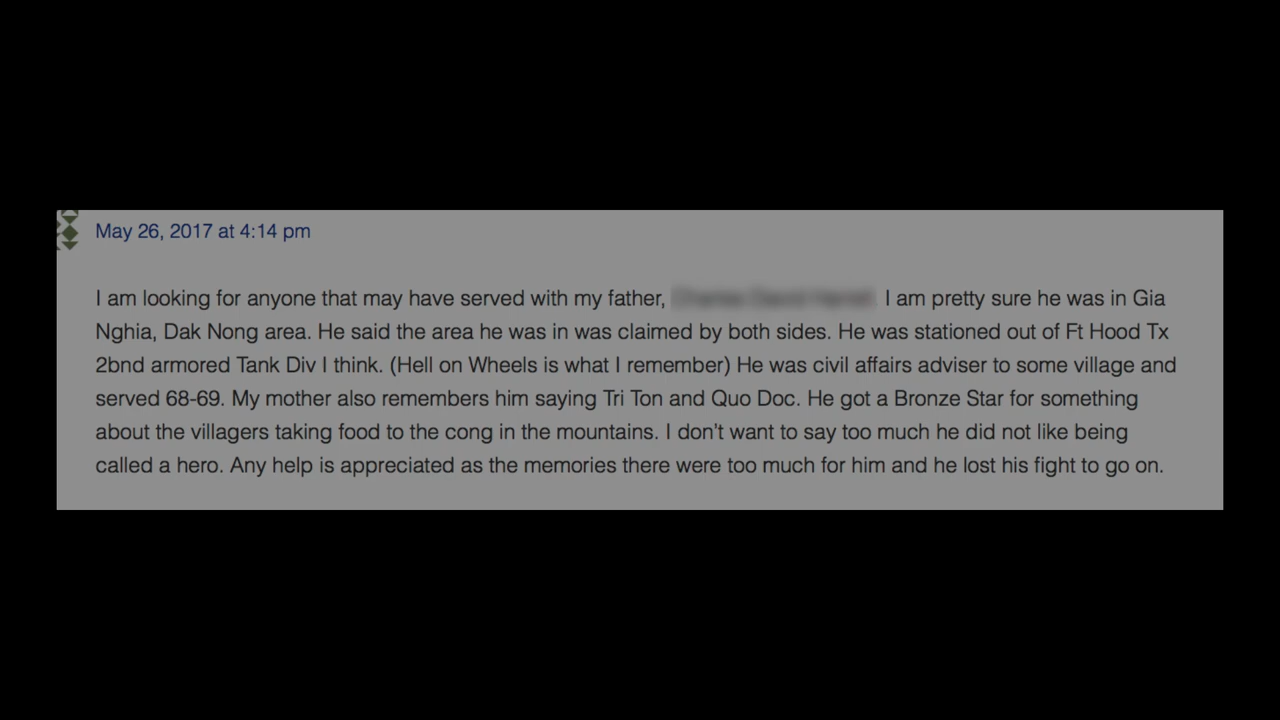 May 26, 2017 at 4:14 pm
I am looking for anyone that may have served with my father, I am pretty sure he was in Gia
Nghia, Dak Nong area. He said the area he was in was claimed by both sides. He was stationed out of Ft Hood Tx
2bnd armored Tank Div I think. (Hell on Wheels is what I remember) He was civil affairs adviser to some village and
served 68-69. My mother also remembers him saying Tri Ton and Quo Doc. He got a Bronze Star for something
about the villagers taking food to the cong in the mountains. I don’t want to say too much he did not like being
called a hero. Any help is appreciated as the memories there were too much for him and he lost his fight to go on.